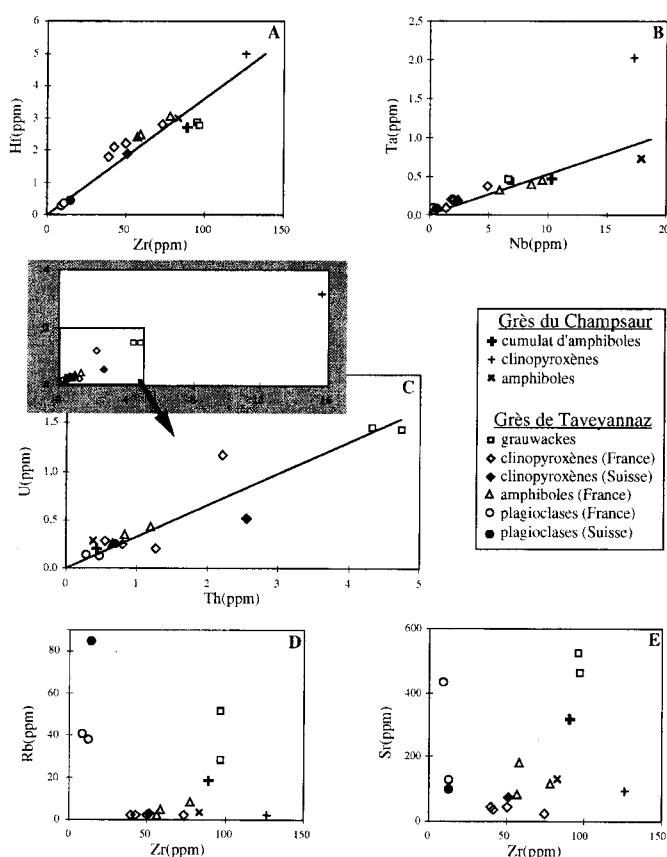 A
Hf(ppm)
6
5
4
3
2
1
0
0 50 100 150
Zr(ppm)
B
Ta(ppm)
2.5
2.0
1.5
1.0
0.5
0.0
0 5 10 15 20
Nb(ppm)
C
U(ppm)
1.5
1.0
0.5
0.0
0 1 2 3 4 5
Th(ppm)
Grès du Champsaur
cumulat d'amphiboles
clinopyroxènes
amphiboles
Grès de Taveyannaz
grauwackes
clinopyroxènes (France)
clinopyroxènes (Suisse)
amphiboles (France)
plagioclases (France)
plagioclases (Suisse)
D
Rb(ppm)
100
80
60
40
20
0
0 50 100 150
Zr(ppm)
E
Sr(ppm)
600
400
200
0
0 50 100 150
Zr(ppm)